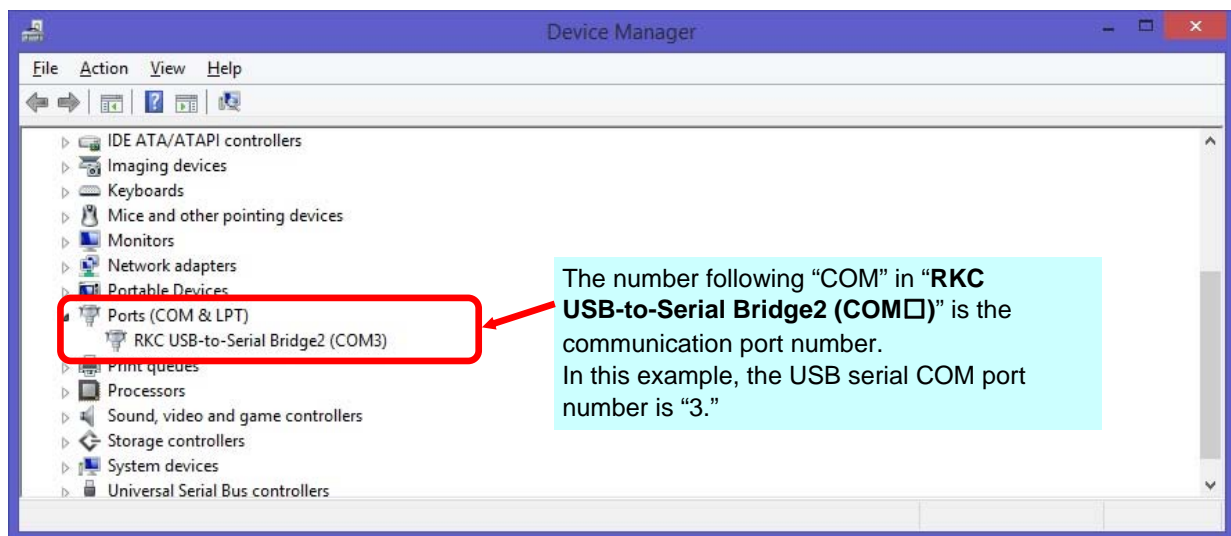 Device Manager
File Action View Help
IDE ATA/ATAPI controllers
Imaging devices
Keyboards
Mice and other pointing devices
Monitors
Network adapters
Portable Devices
Ports (COM & LPT)
RKC USB-to-Serial Bridge2 (COM3)
Print queues
Processors
Sound, video and game controllers
Storage controllers
System devices
Universal Serial Bus controllers
The number following “COM” in “RKC
USB-to-Serial Bridge2 (COM□)” is the
communication port number.
In this example, the USB serial COM port
number is “3.”